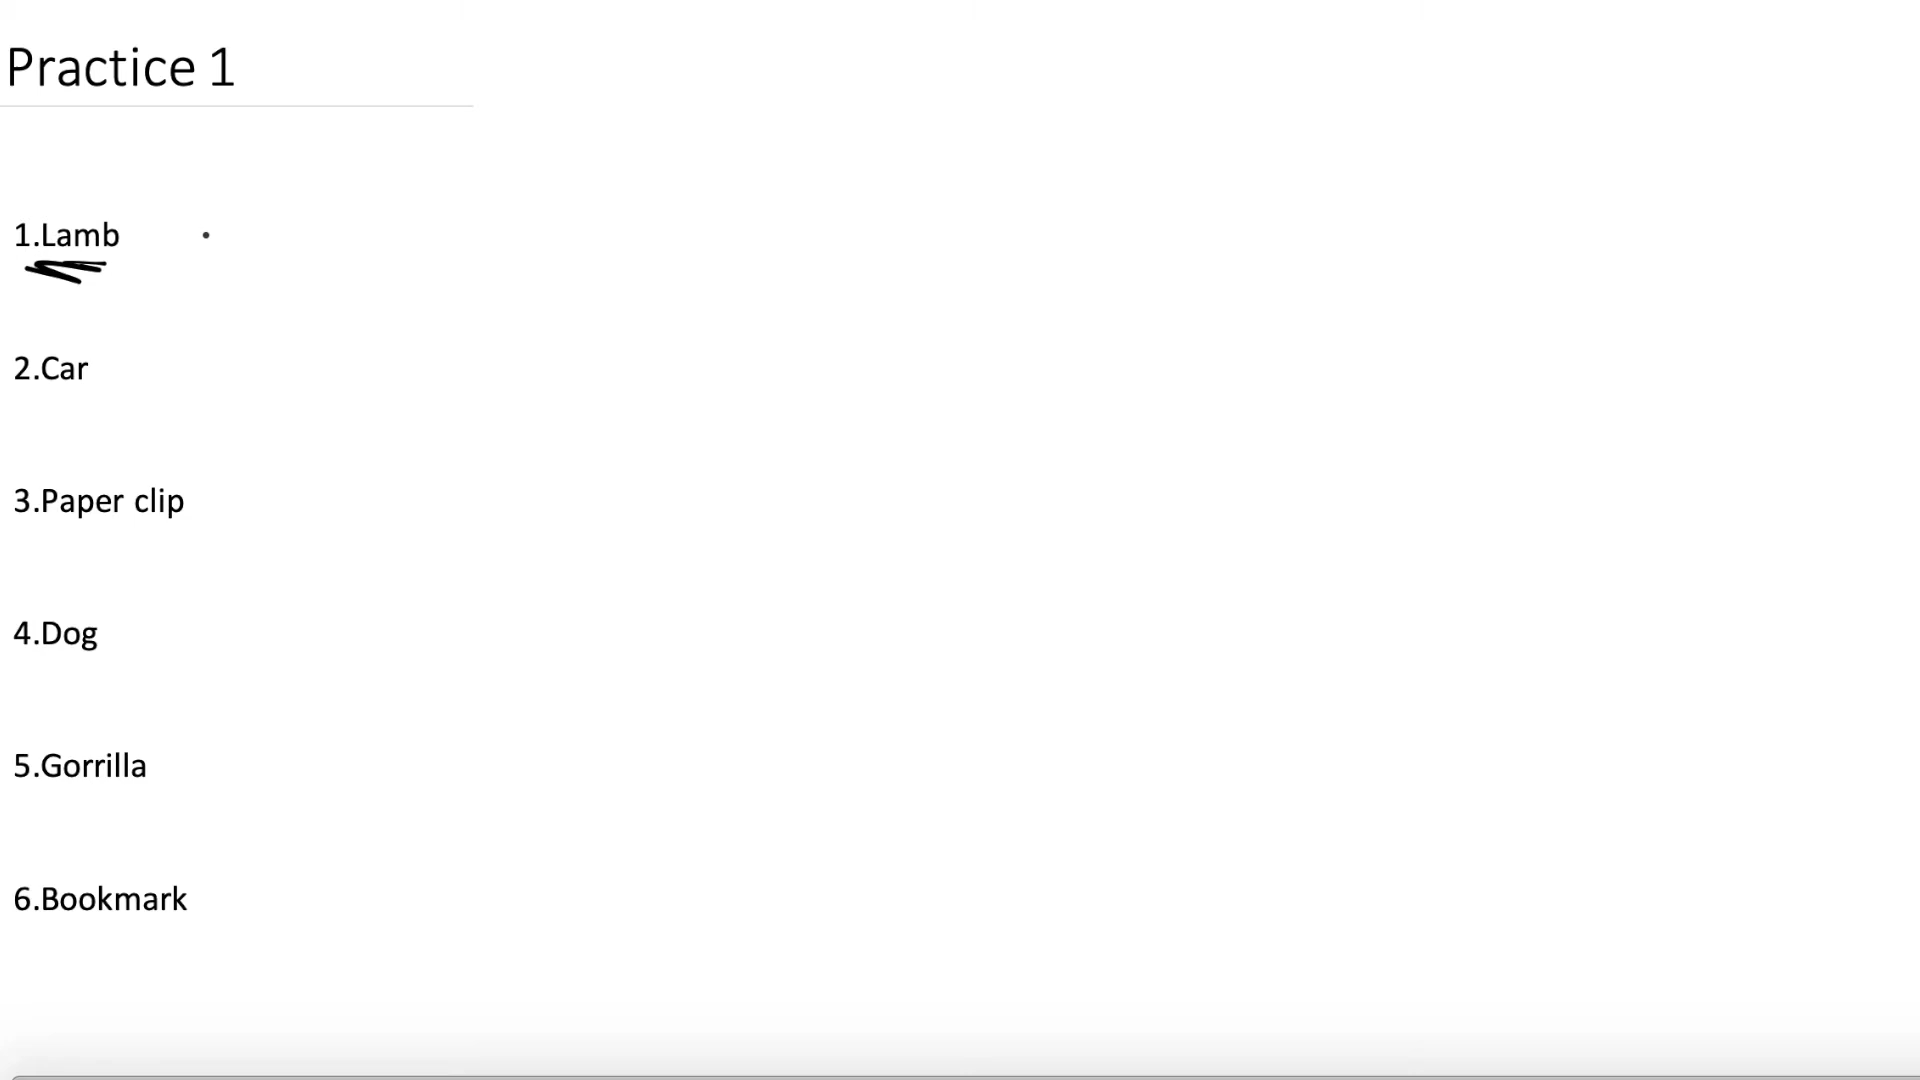 Practice 1
1.Lamb
2.Car
3.Paper clip
4.Dog
5.Gorrilla
6.Bookmark